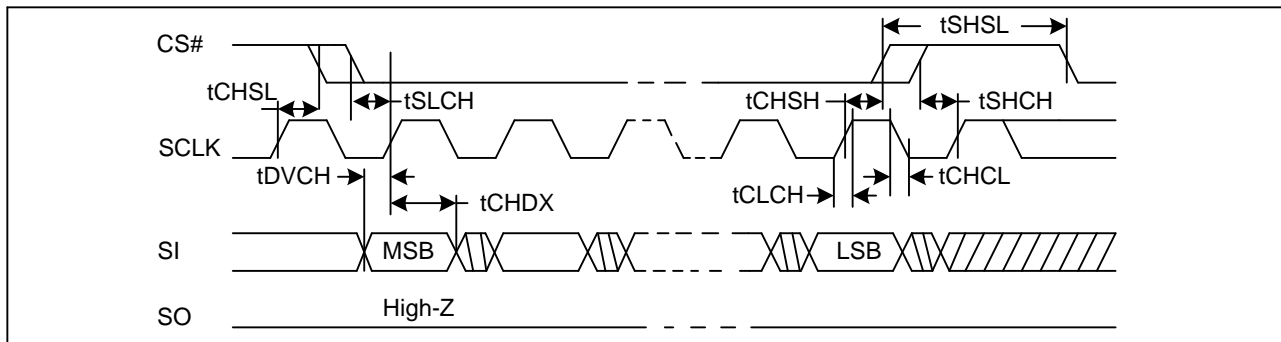 tSHSL
CS#
tCHSL
tSLCH
tCHSH
tSHCH
SCLK
tDVCH
tCHDX
tCLCH
tCHCL
SI
MSB
LSB
High-Z
SO